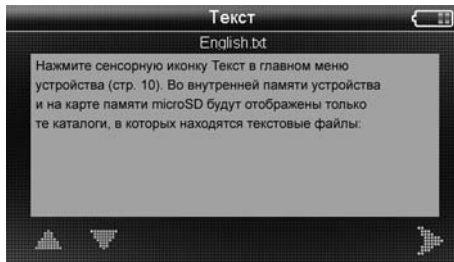 Текст
English.txt
Нажмите сенсорную иконку Текст в главном меню
устройства (стр. 10). Во внутренней памяти устройства
и на карте памяти microSD будут отображены только
те каталоги, в которых находятся текстовые файлы: